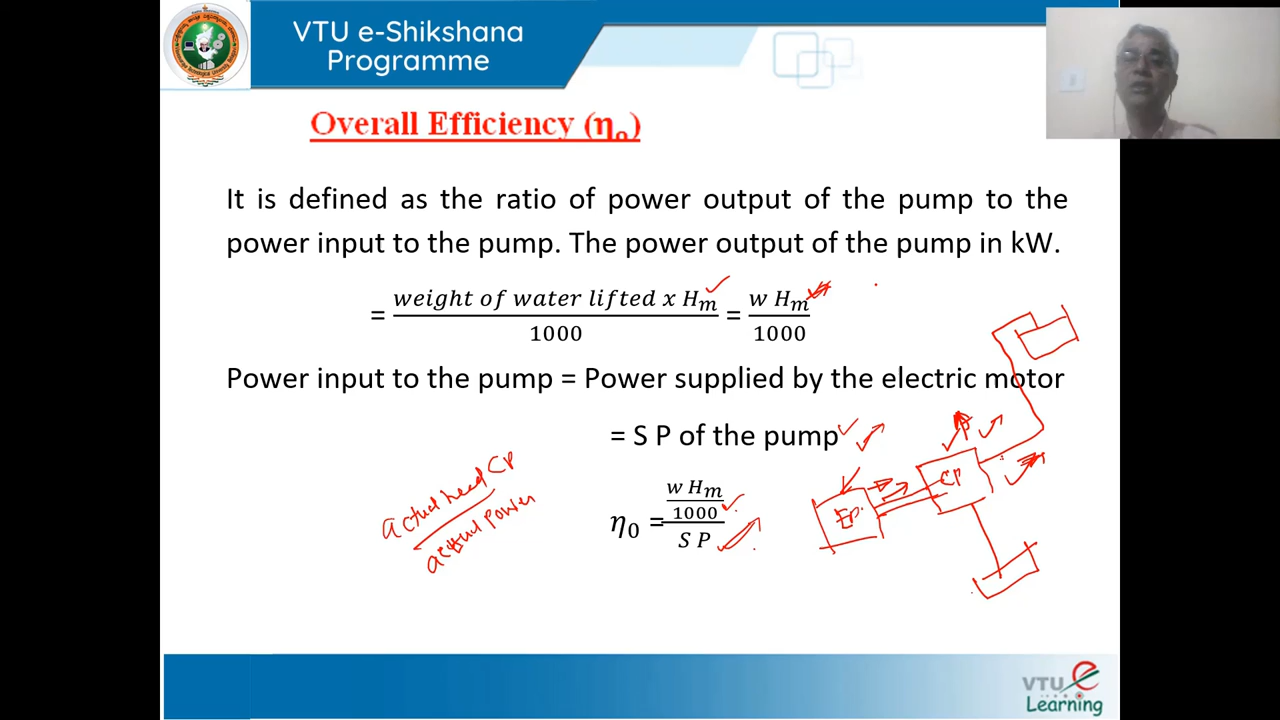 VTU e-Shikshana
Programme
Overall Efficiency (ηₒ)
It is defined as the ratio of power output of the pump to the
power input to the pump. The power output of the pump in kW.
= weight of water lifted x Hₘ / 1000 = w Hₘ / 1000
Power input to the pump = Power supplied by the electric motor
= S P of the pump
η₀ = (w Hₘ / 1000) / S P
actual head CP
actual power
CP
VTU e
Learning